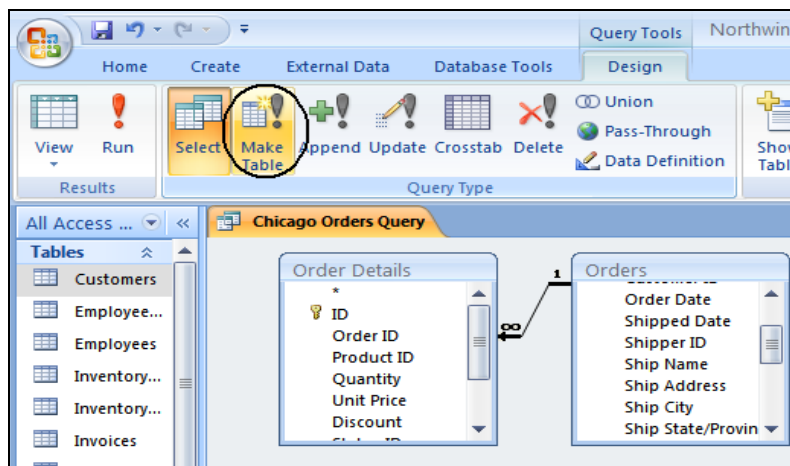 Query Tools
Northwin
Home Create External Data Database Tools Design
View
Run
Select
Make
Table
Append
Update
Crosstab
Delete
Union
Pass-Through
Data Definition
Show
Tabl
Results
Query Type
All Access ...
«
Chicago Orders Query
Tables
Customers
Employee...
Employees
Inventory...
Inventory...
Invoices
Order Details
*
ID
Order ID
Product ID
Quantity
Unit Price
Discount
1
∞
Orders
Order Date
Shipped Date
Shipper ID
Ship Name
Ship Address
Ship City
Ship State/Provin